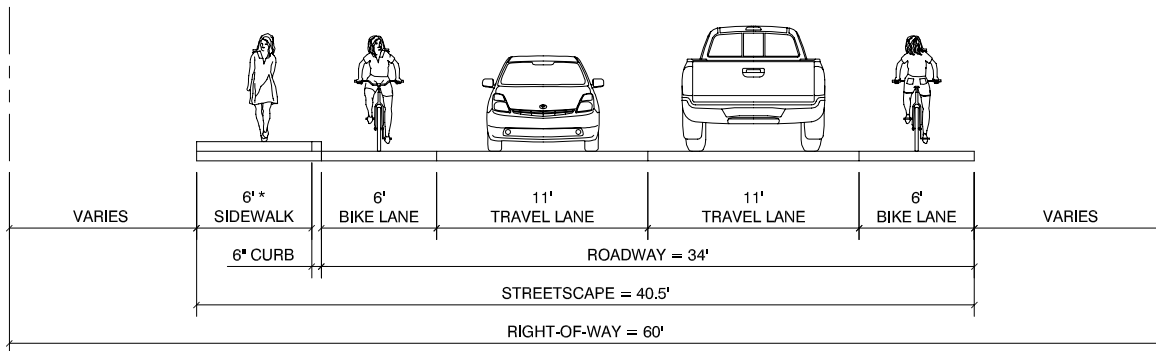 6' *
SIDEWALK
6'
BIKE LANE
11'
TRAVEL LANE
11'
TRAVEL LANE
6'
BIKE LANE
VARIES
VARIES
6" CURB
ROADWAY = 34'
STREETSCAPE = 40.5'
RIGHT-OF-WAY = 60'